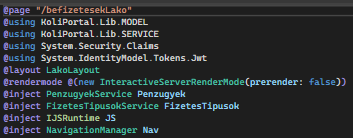 @page "/befizetesekLako"
@using KoliPortal.Lib.MODEL
@using KoliPortal.Lib.SERVICE
@using System.Security.Claims
@using System.IdentityModel.Tokens.Jwt
@layout LakoLayout
@rendermode @(new InteractiveServerRenderMode(prerender: false))
@inject PenzugyekService Penzugyek
@inject FizetesTipusokService FizetesTipusok
@inject IJSRuntime JS
@inject NavigationManager Nav